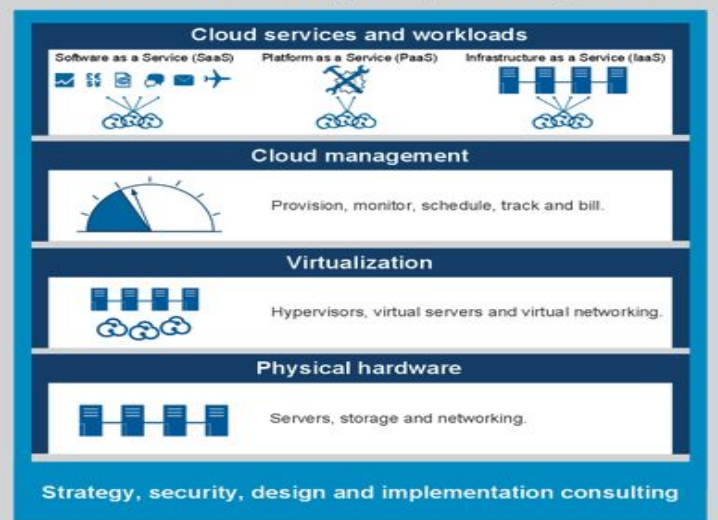 Cloud services and workloads
Software as a Service (SaaS) Platform as a Service (PaaS) Infrastructure as a Service (IaaS)
Cloud management
Provision, monitor, schedule, track and bill.
Virtualization
Hypervisors, virtual servers and virtual networking.
Physical hardware
Servers, storage and networking.
Strategy, security, design and implementation consulting